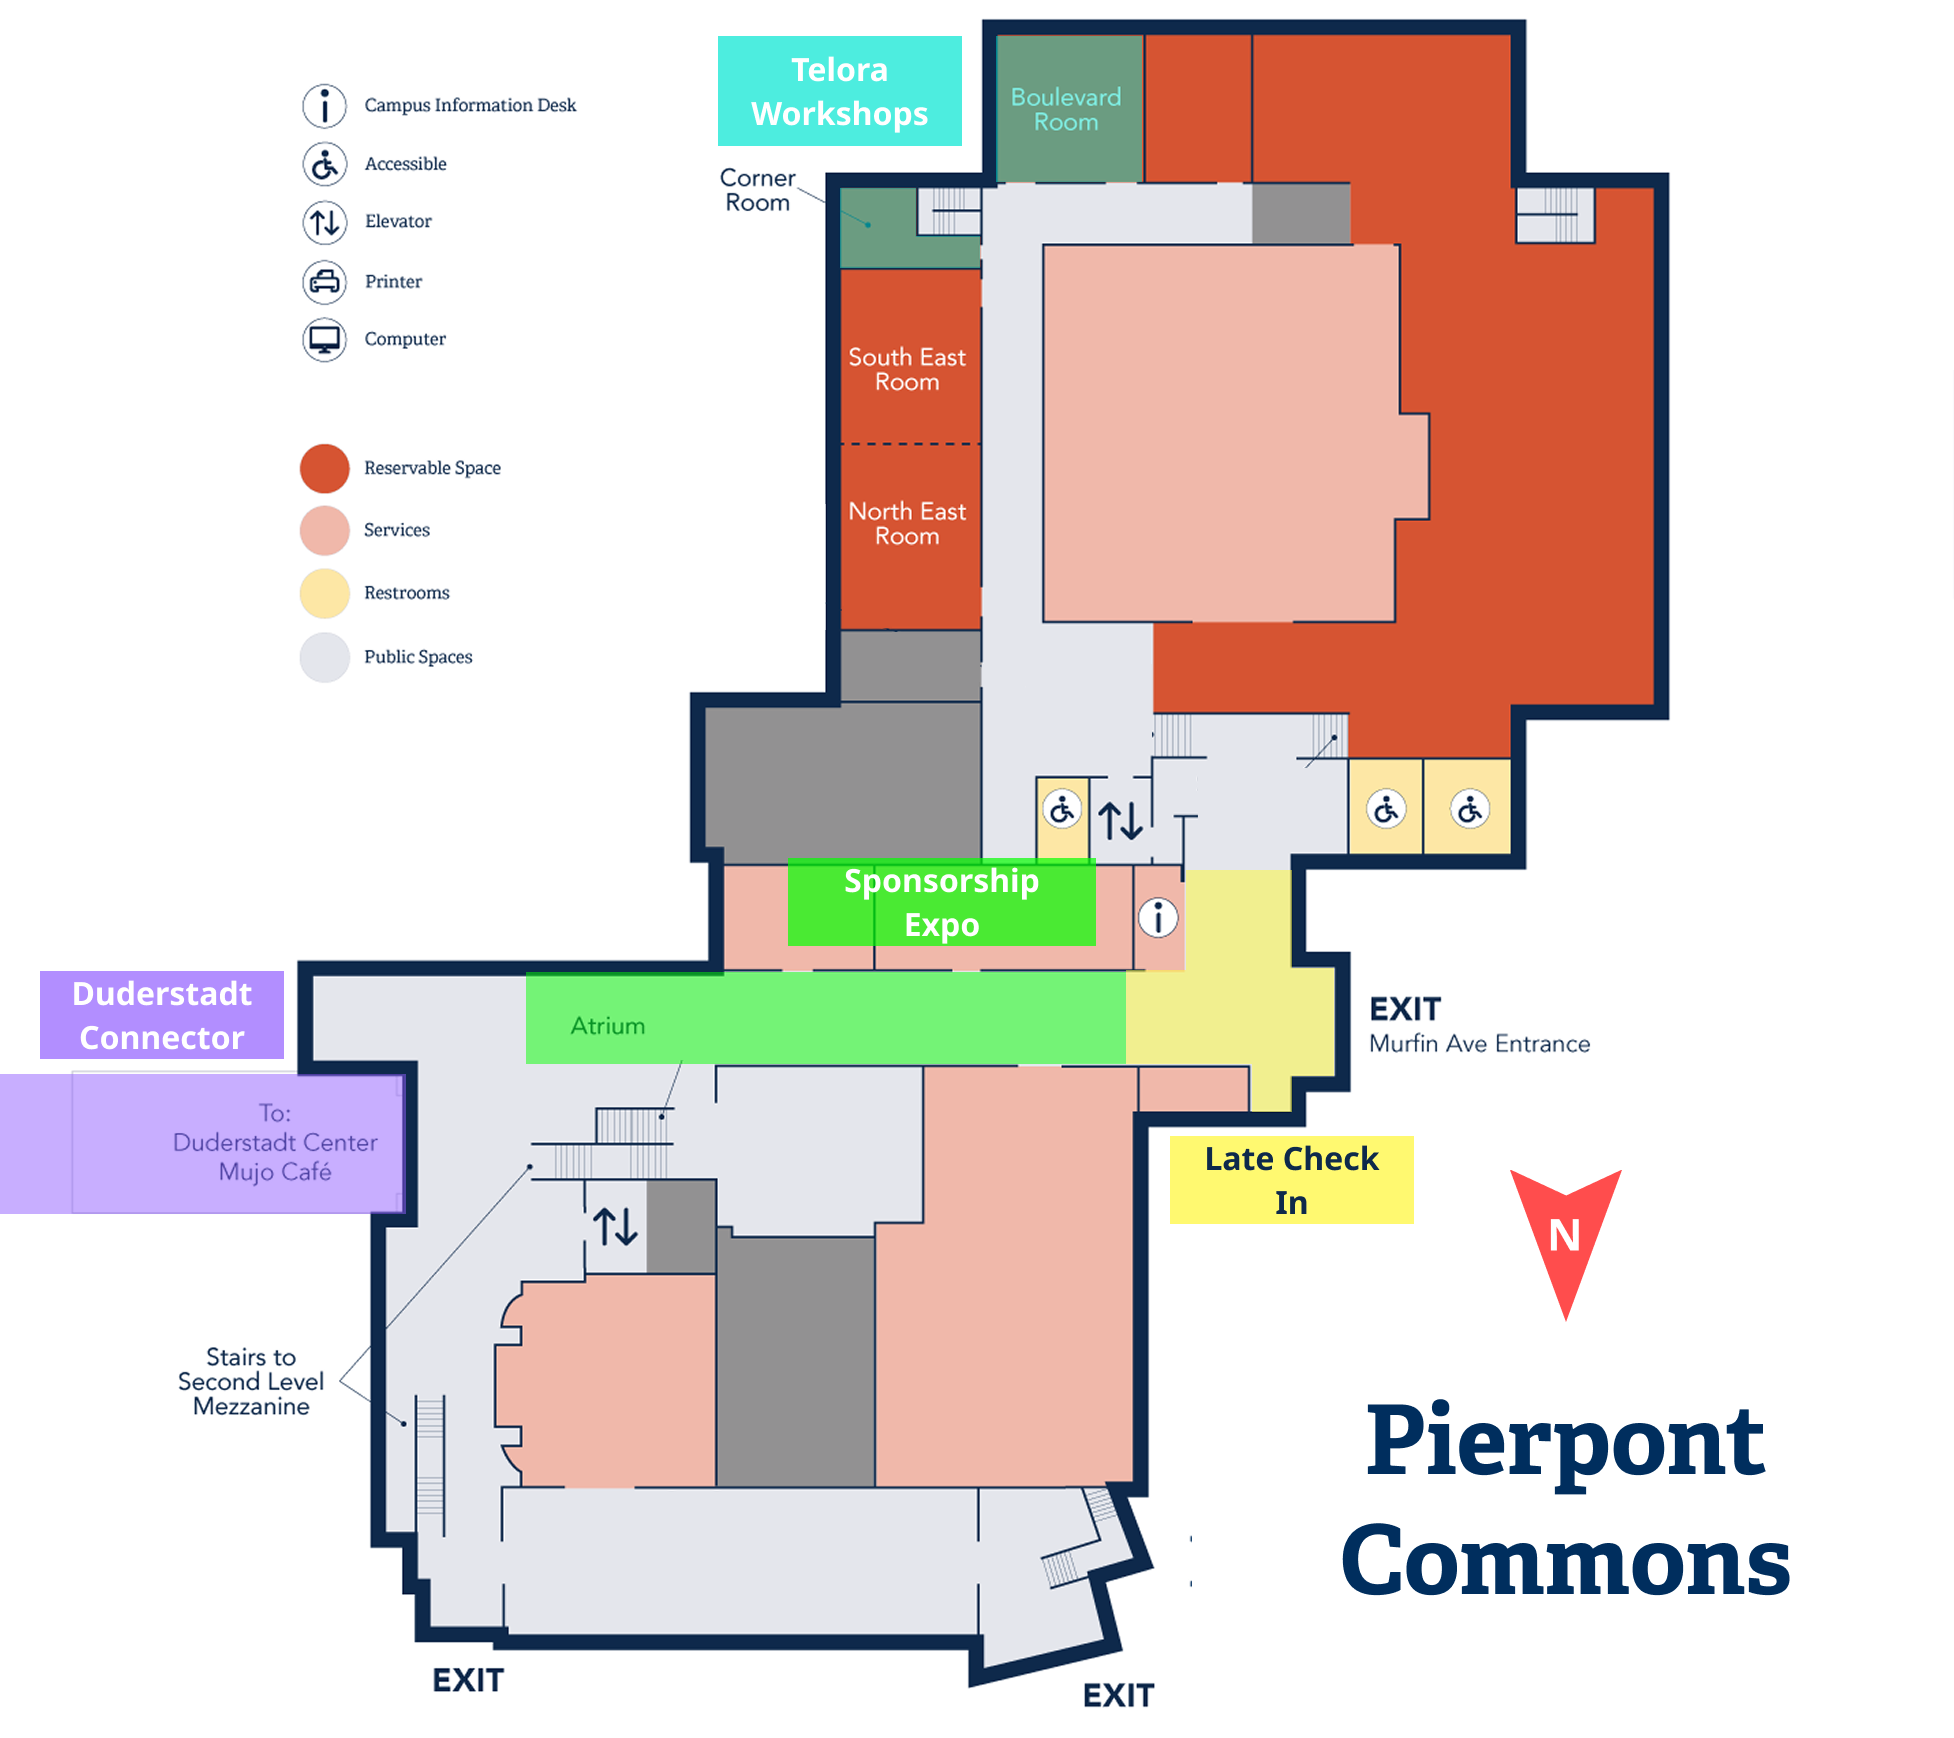 Telora
Workshops
Boulevard
Room
Campus Information Desk
Accessible
Corner
Room
Elevator
Printer
Computer
South East
Room
Reservable Space
North East
Room
Services
Restrooms
Public Spaces
Sponsorship
Expo
Duderstadt
Connector
Atrium
EXIT
Murfin Ave Entrance
To:
Duderstadt Center
Mujo Café
Late Check
In
N
Stairs to
Second Level
Mezzanine
Pierpont
Commons
EXIT
EXIT